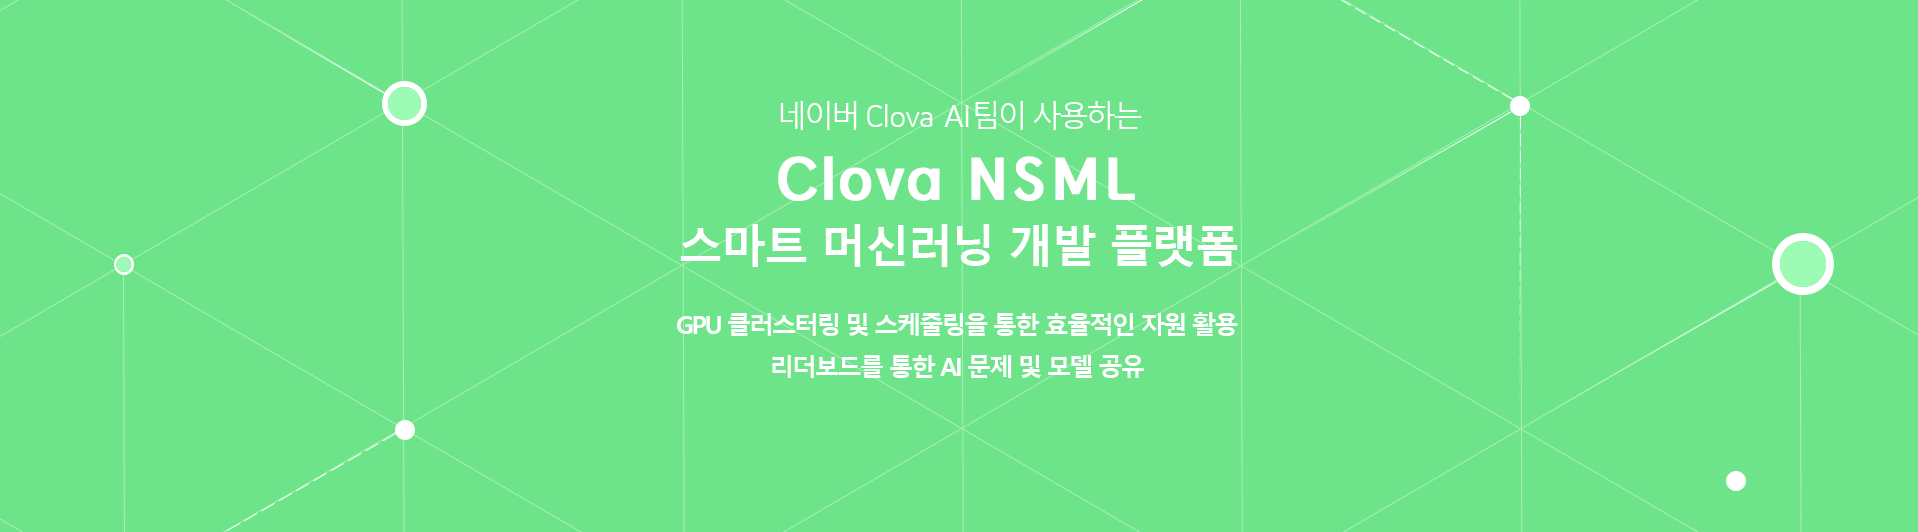 네이버 Clova AI팀이 사용하는
Clova NSML
스마트 머신러닝 개발 플랫폼
GPU 클러스터링 및 스케줄링을 통한 효율적인 자원 활용
리더보드를 통한 AI 문제 및 모델 공유